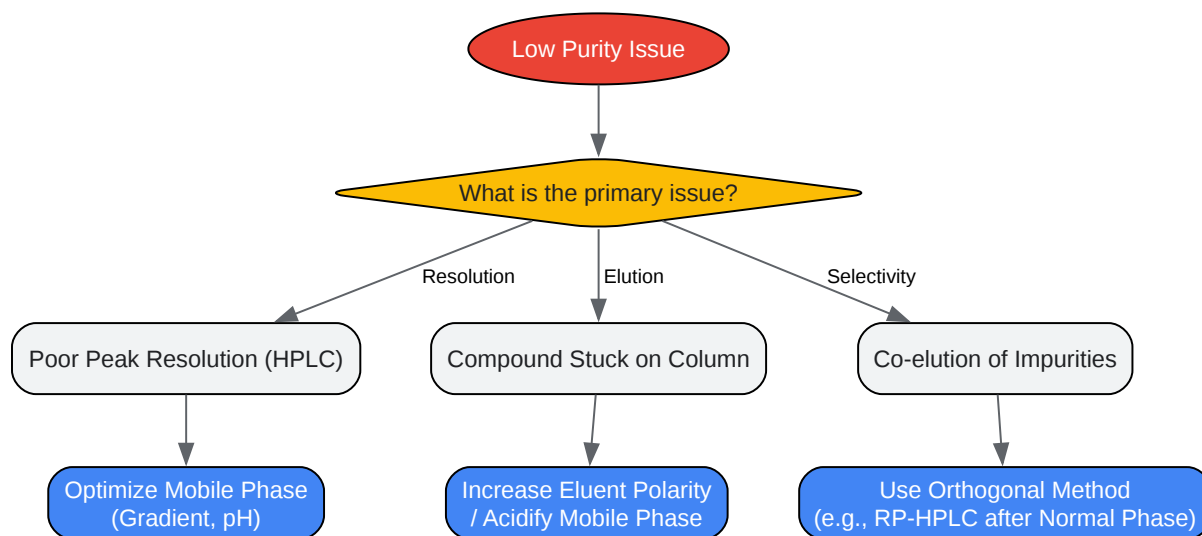 Low Purity Issue
What is the primary issue?
Resolution
Elution
Selectivity
Poor Peak Resolution (HPLC)
Compound Stuck on Column
Co-elution of Impurities
Optimize Mobile Phase
(Gradient, pH)
Increase Eluent Polarity
/ Acidify Mobile Phase
Use Orthogonal Method
(e.g., RP-HPLC after Normal Phase)